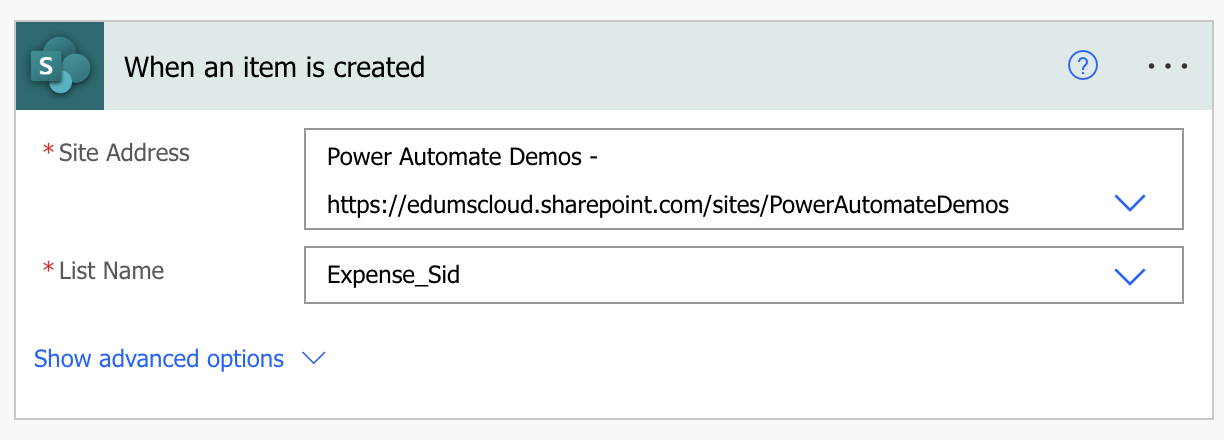 S
When an item is created
?
* Site Address
Power Automate Demos -
https://edumscloud.sharepoint.com/sites/PowerAutomateDemos
* List Name
Expense_Sid
Show advanced options